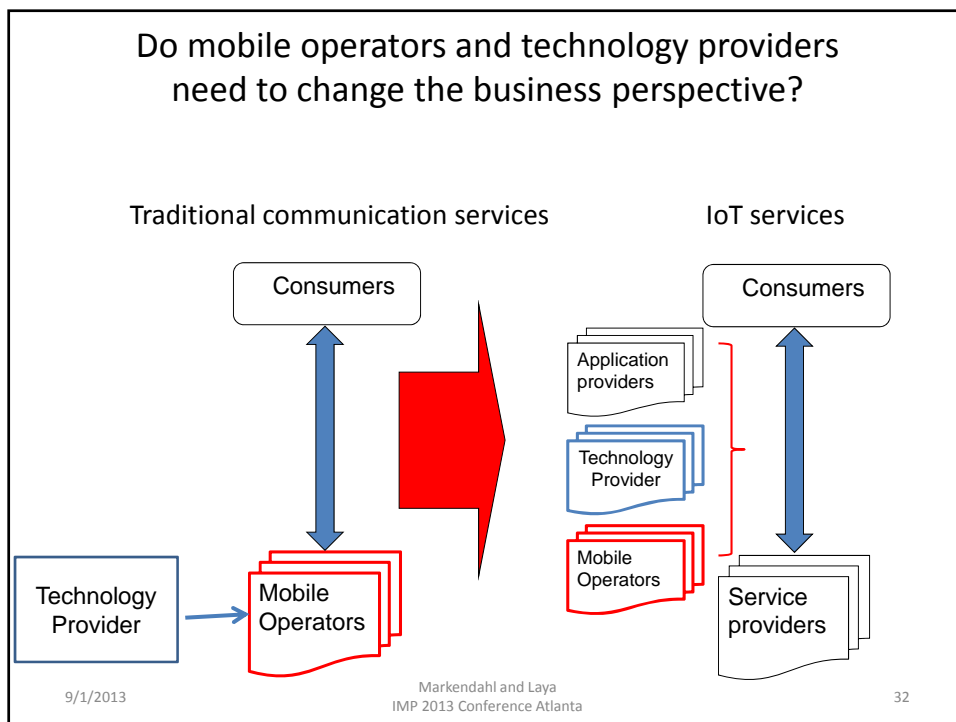 Do mobile operators and technology providers
need to change the business perspective?
Traditional communication services
IoT services
Consumers
Technology
Provider
Mobile
Operators
Consumers
Application
providers
Technology
Provider
Mobile
Operators
Service
providers
9/1/2013
Markendahl and Laya
IMP 2013 Conference Atlanta
32